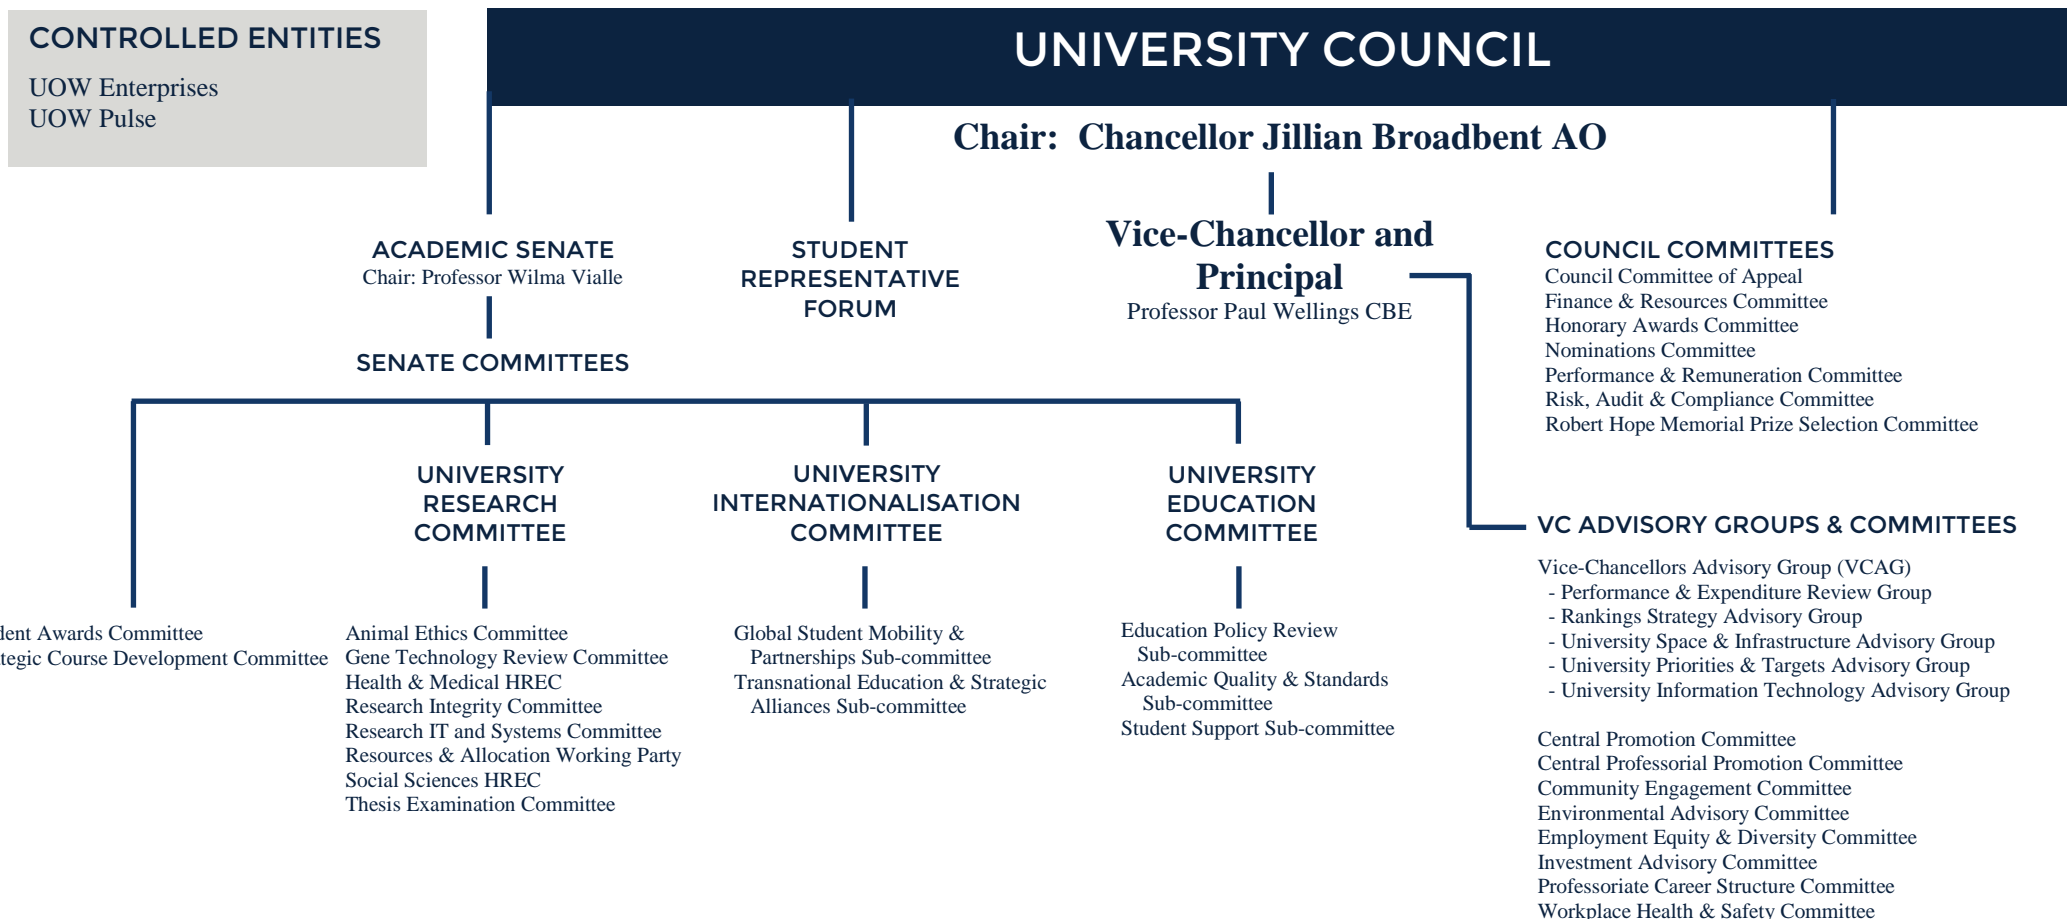 CONTROLLED ENTITIES
UOW Enterprises
UOW Pulse
UNIVERSITY COUNCIL
Chair: Chancellor Jillian Broadbent AO
ACADEMIC SENATE
Chair: Professor Wilma Vialle
SENATE COMMITTEES
STUDENT
REPRESENTATIVE
FORUM
Vice-Chancellor and
Principal
Professor Paul Wellings CBE
COUNCIL COMMITTEES
Council Committee of Appeal
Finance & Resources Committee
Honorary Awards Committee
Nominations Committee
Performance & Remuneration Committee
Risk, Audit & Compliance Committee
Robert Hope Memorial Prize Selection Committee
Awards Committee
Course Development Committee
UNIVERSITY
RESEARCH
COMMITTEE
Animal Ethics Committee
Gene Technology Review Committee
Health & Medical HREC
Research Integrity Committee
Research IT and Systems Committee
Resources & Allocation Working Party
Social Sciences HREC
Thesis Examination Committee
UNIVERSITY
INTERNATIONALISATION
COMMITTEE
Global Student Mobility &
Partnerships Sub-committee
Transnational Education & Strategic
Alliances Sub-committee
UNIVERSITY
EDUCATION
COMMITTEE
Education Policy Review
Sub-committee
Academic Quality & Standards
Sub-committee
Student Support Sub-committee
VC ADVISORY GROUPS & COMMITTEES
Vice-Chancellors Advisory Group (VCAG)
- Performance & Expenditure Review Group
- Rankings Strategy Advisory Group
- University Space & Infrastructure Advisory Group
- University Priorities & Targets Advisory Group
- University Information Technology Advisory Group
Central Promotion Committee
Central Professorial Promotion Committee
Community Engagement Committee
Environmental Advisory Committee
Employment Equity & Diversity Committee
Investment Advisory Committee
Professoriate Career Structure Committee
Workplace Health & Safety Committee